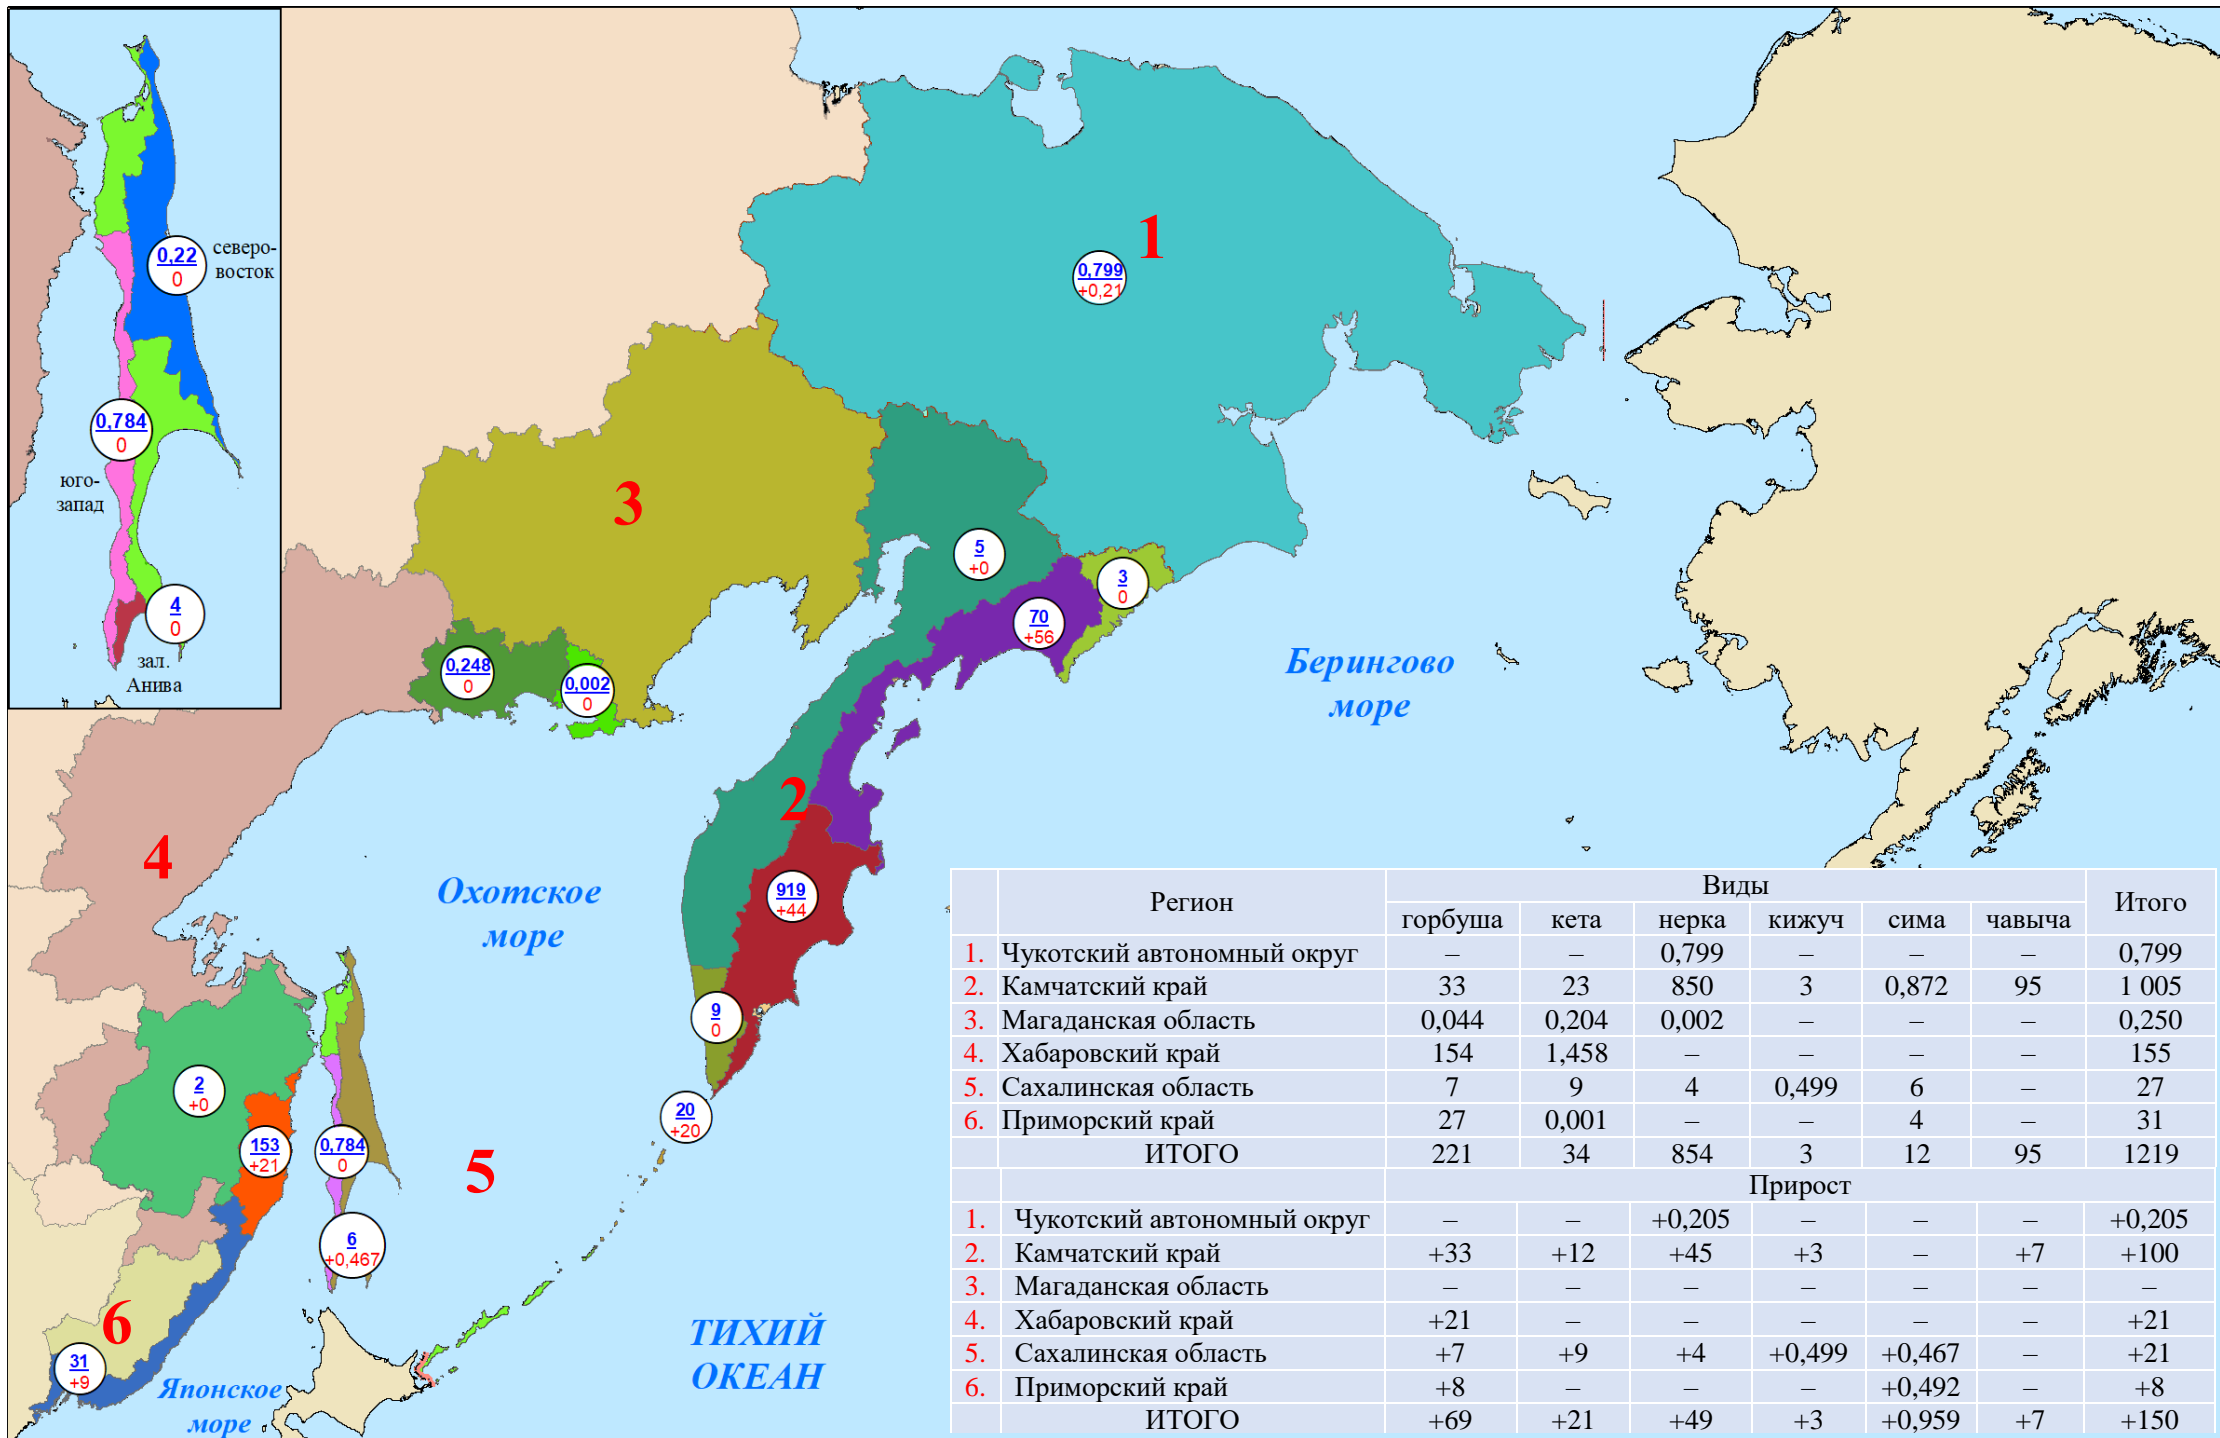 0,22
0
северо-
восток
0,784
0
юго-
запад
4
0
зал.
Анива
1
0,799
+0,21
3
5
+0
3
0
70
+56
0,248
0
0,002
0
Берингово
море
2
4
919
+44
Охотское
море
9
0
2
+0
20
+20
153
+21
0,784
0
5
6
+0,467
6
31
+9
Японское
море
ТИХИЙ
ОКЕАН
Регион Виды Итого
горбуша кета нерка кижуч сима чавыча
1. Чукотский автономный округ – – 0,799 – – – 0,799
2. Камчатский край 33 23 850 3 0,872 95 1 005
3. Магаданская область 0,044 0,204 0,002 – – – 0,250
4. Хабаровский край 154 1,458 – – – – 155
5. Сахалинская область 7 9 4 0,499 6 – 27
6. Приморский край 27 0,001 – – 4 – 31
ИТОГО 221 34 854 3 12 95 1219
Прирост
1. Чукотский автономный округ – – +0,205 – – – +0,205
2. Камчатский край +33 +12 +45 +3 – +7 +100
3. Магаданская область – – – – – – –
4. Хабаровский край +21 – – – – – +21
5. Сахалинская область +7 +9 +4 +0,499 +0,467 – +21
6. Приморский край +8 – – – +0,492 – +8
ИТОГО +69 +21 +49 +3 +0,959 +7 +150